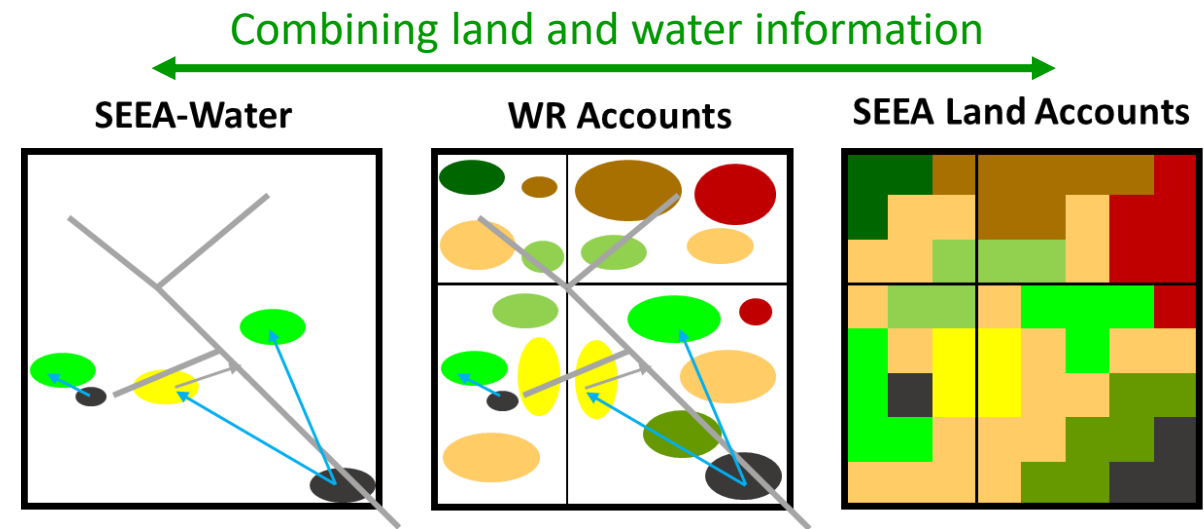 Combining land and water information
SEEA-Water
WR Accounts
SEEA Land Accounts